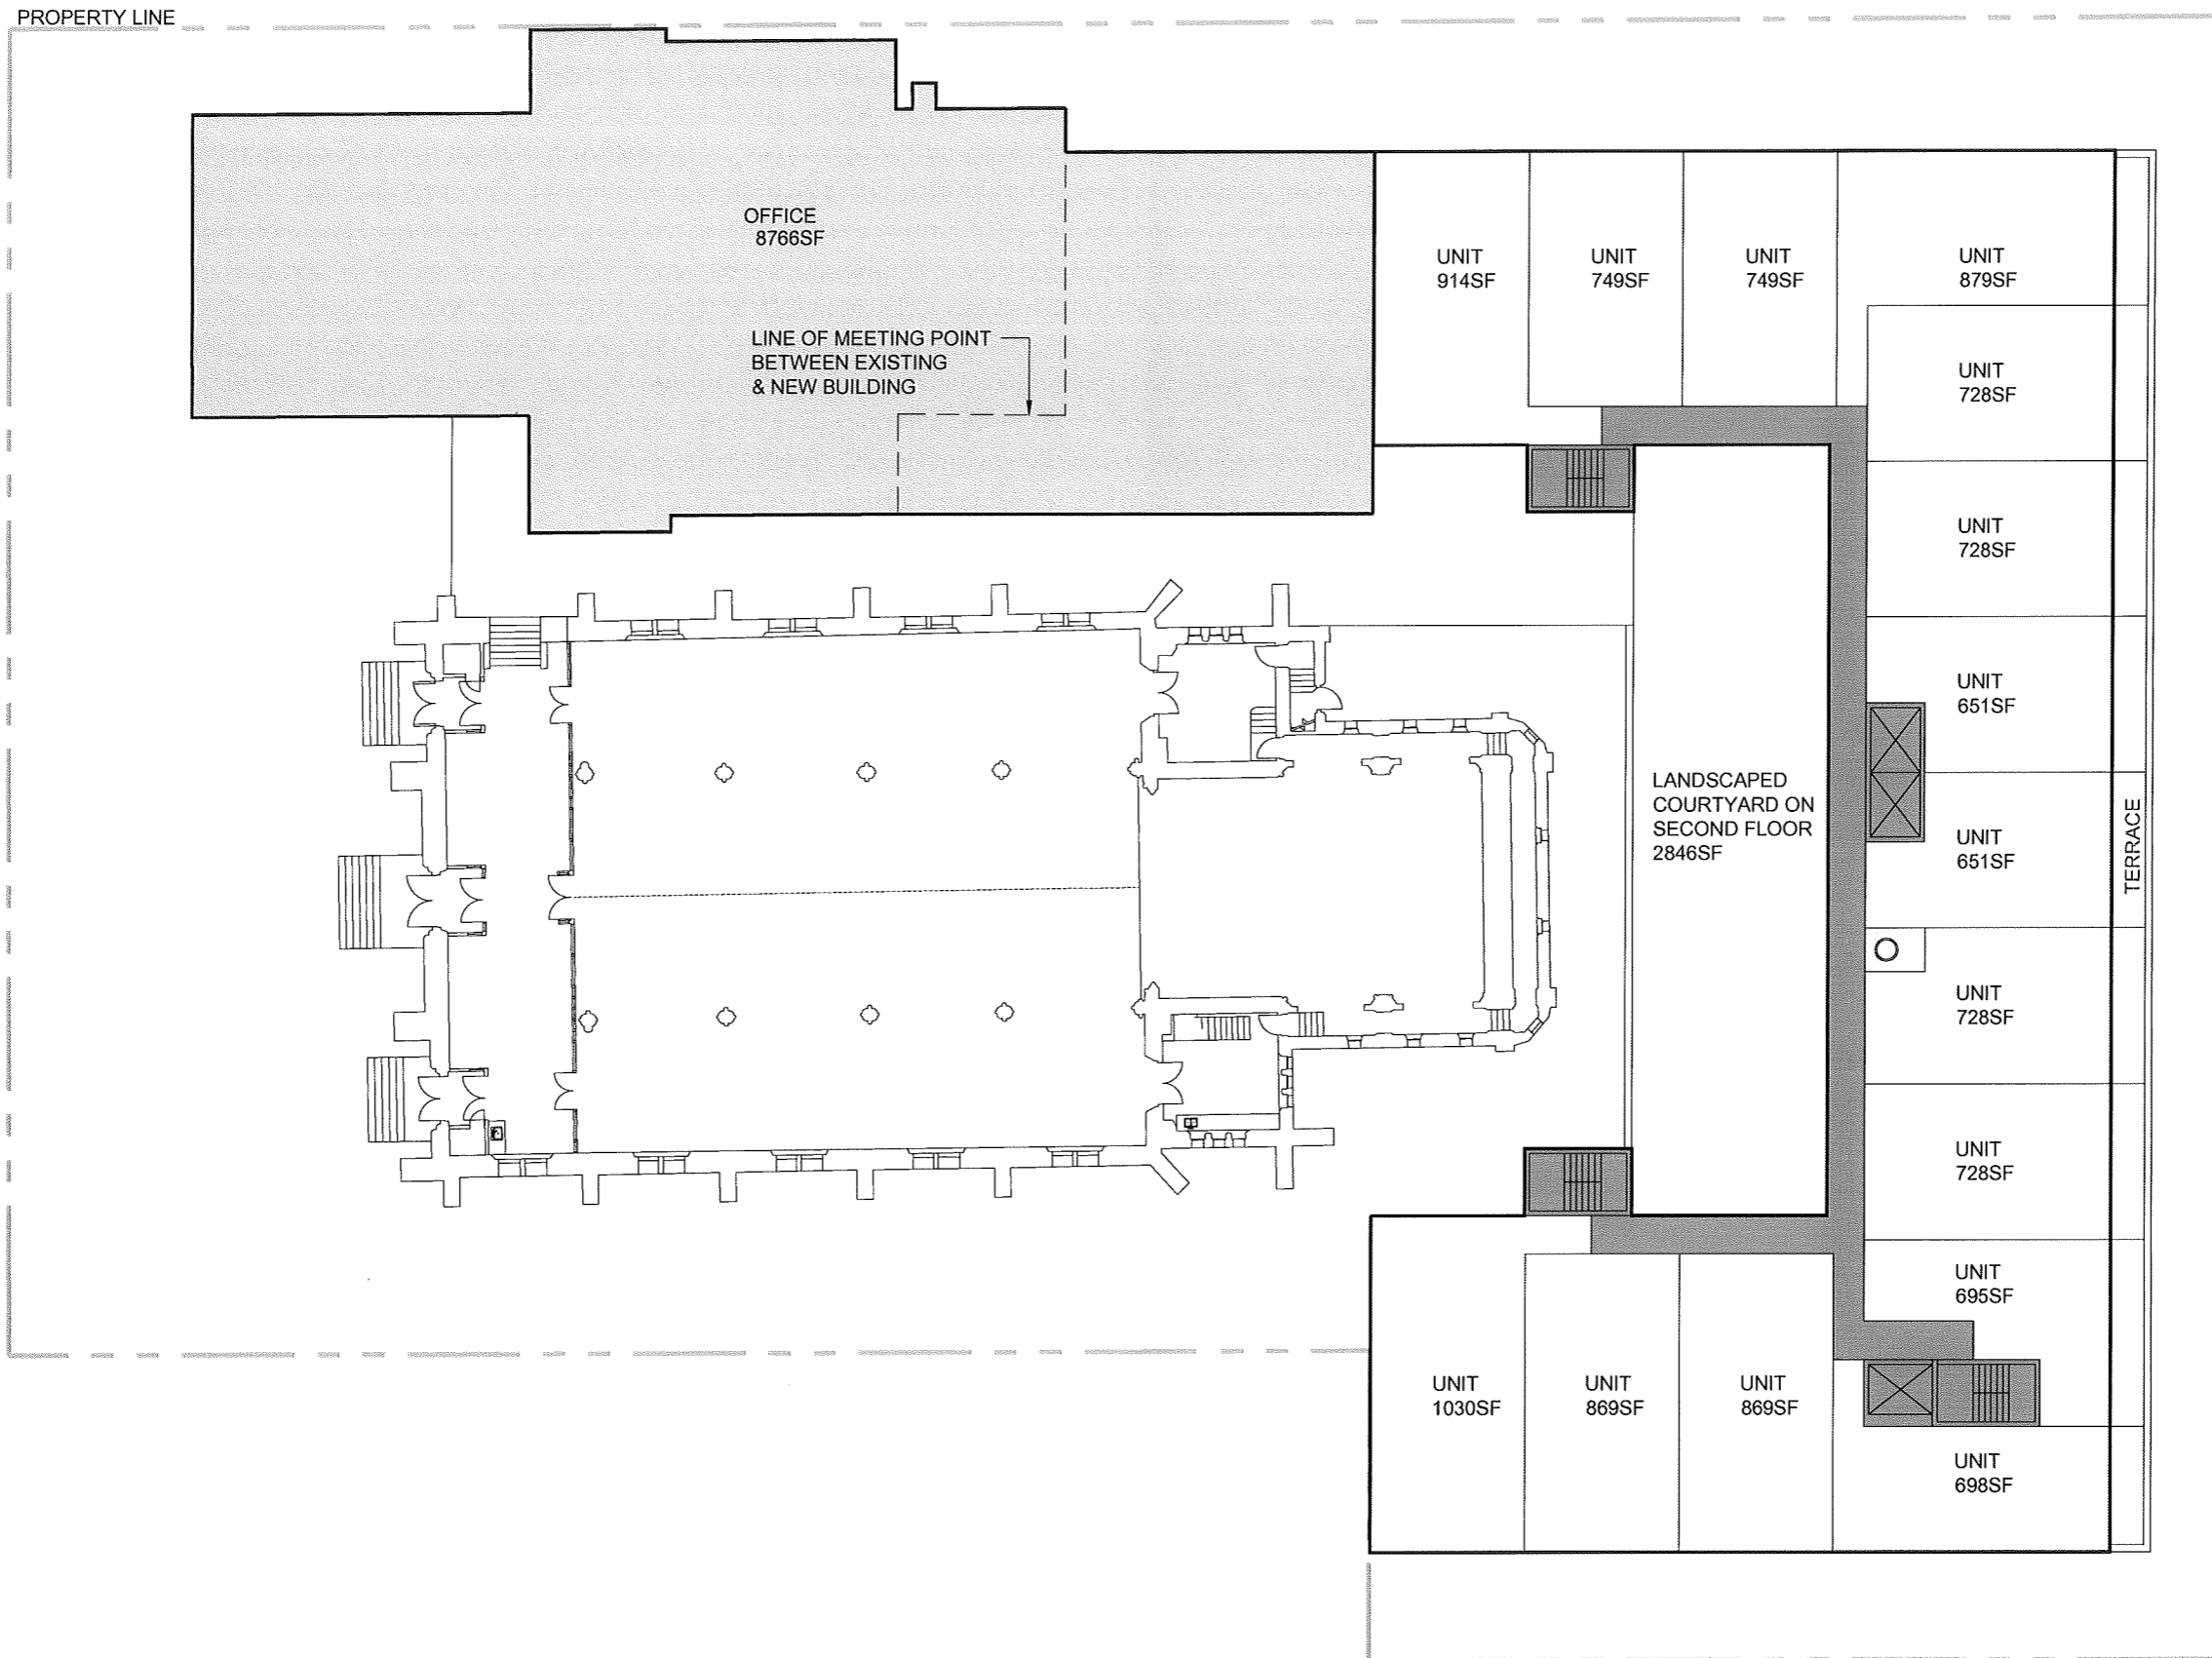 PROPERTY LINE
OFFICE
8766SF
LINE OF MEETING POINT
BETWEEN EXISTING
& NEW BUILDING
UNIT
914SF
UNIT
749SF
UNIT
749SF
UNIT
879SF
UNIT
728SF
UNIT
728SF
UNIT
651SF
UNIT
651SF
LANDSCAPED
COURTYARD ON
SECOND FLOOR
2846SF
TERRACE
UNIT
728SF
UNIT
728SF
UNIT
695SF
UNIT
1030SF
UNIT
869SF
UNIT
869SF
UNIT
698SF